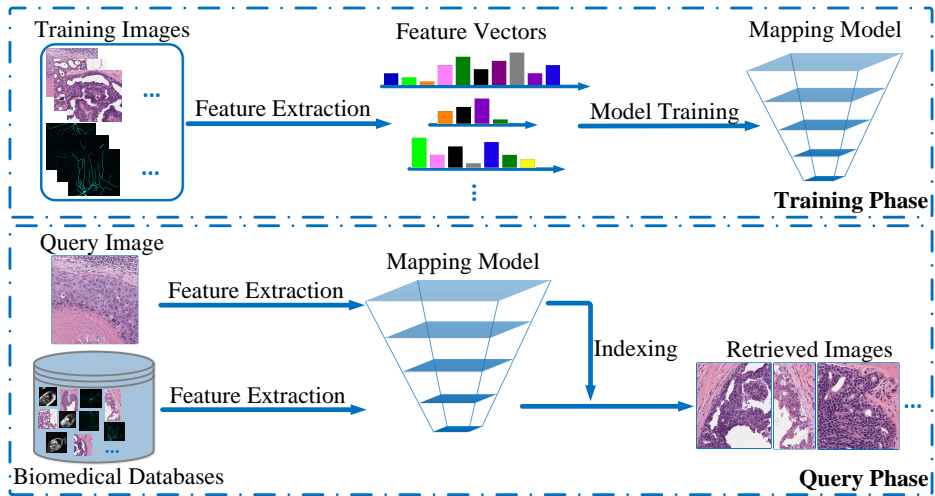 Training Images
Feature Vectors
Mapping Model
...
Feature Extraction
Model Training
...
...
Training Phase
Query Image
Mapping Model
Feature Extraction
Indexing
Retrieved Images
Feature Extraction
...
...
Biomedical Databases
Query Phase